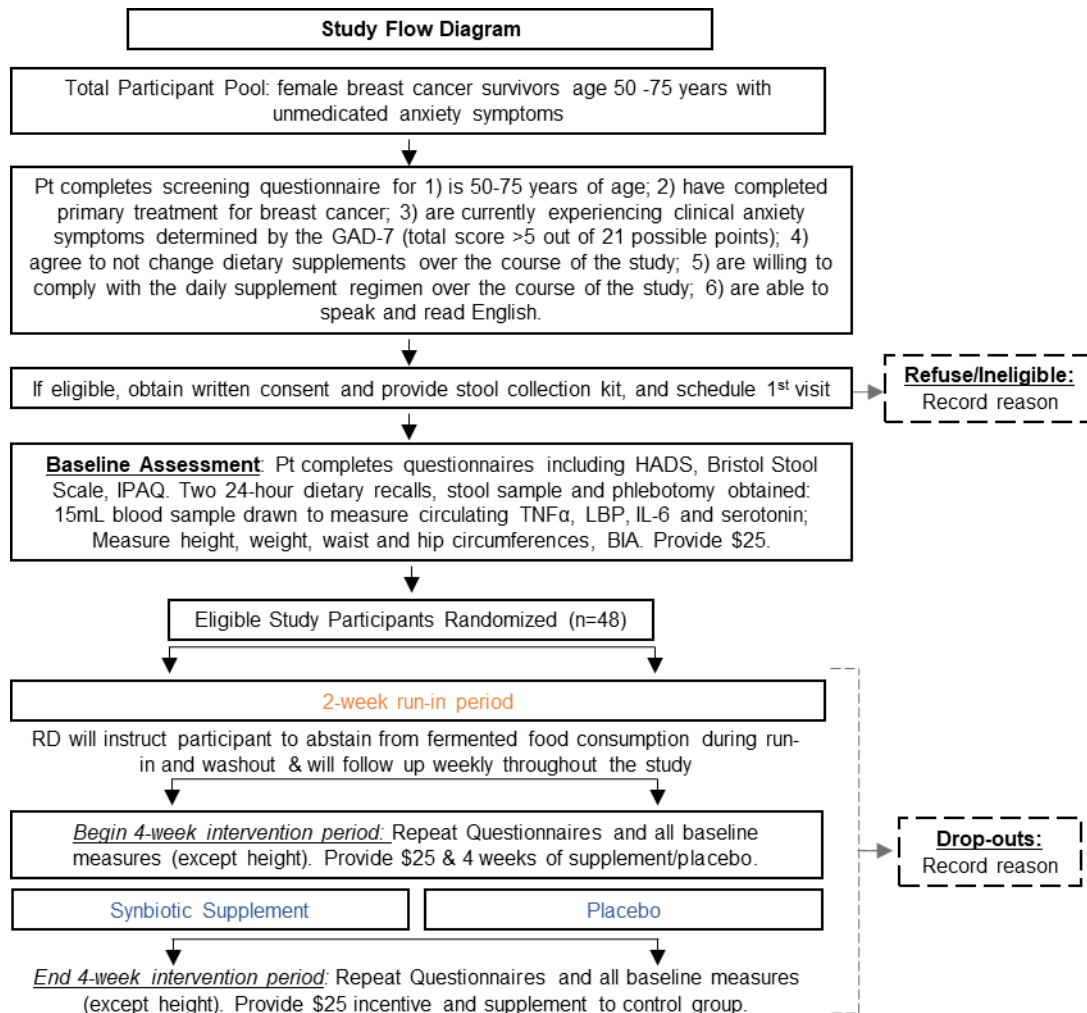 Study Flow Diagram
Total Participant Pool: female breast cancer survivors age 50 -75 years with
unmedicated anxiety symptoms
Pt completes screening questionnaire for 1) is 50-75 years of age; 2) have completed
primary treatment for breast cancer; 3) are currently experiencing clinical anxiety
symptoms determined by the GAD-7 (total score >5 out of 21 possible points); 4)
agree to not change dietary supplements over the course of the study; 5) are willing to
comply with the daily supplement regimen over the course of the study; 6) are able to
speak and read English.
If eligible, obtain written consent and provide stool collection kit, and schedule 1st visit
Refuse/Ineligible:
Record reason
Baseline Assessment: Pt completes questionnaires including HADS, Bristol Stool
Scale, IPAQ. Two 24-hour dietary recalls, stool sample and phlebotomy obtained:
15mL blood sample drawn to measure circulating TNFα, LBP, IL-6 and serotonin;
Measure height, weight, waist and hip circumferences, BIA. Provide $25.
Eligible Study Participants Randomized (n=48)
2-week run-in period
RD will instruct participant to abstain from fermented food consumption during run-
in and washout & will follow up weekly throughout the study
Begin 4-week intervention period: Repeat Questionnaires and all baseline
measures (except height). Provide $25 & 4 weeks of supplement/placebo.
Drop-outs:
Record reason
Synbiotic Supplement
Placebo
End 4-week intervention period: Repeat Questionnaires and all baseline measures
(except height). Provide $25 incentive and supplement to control group.